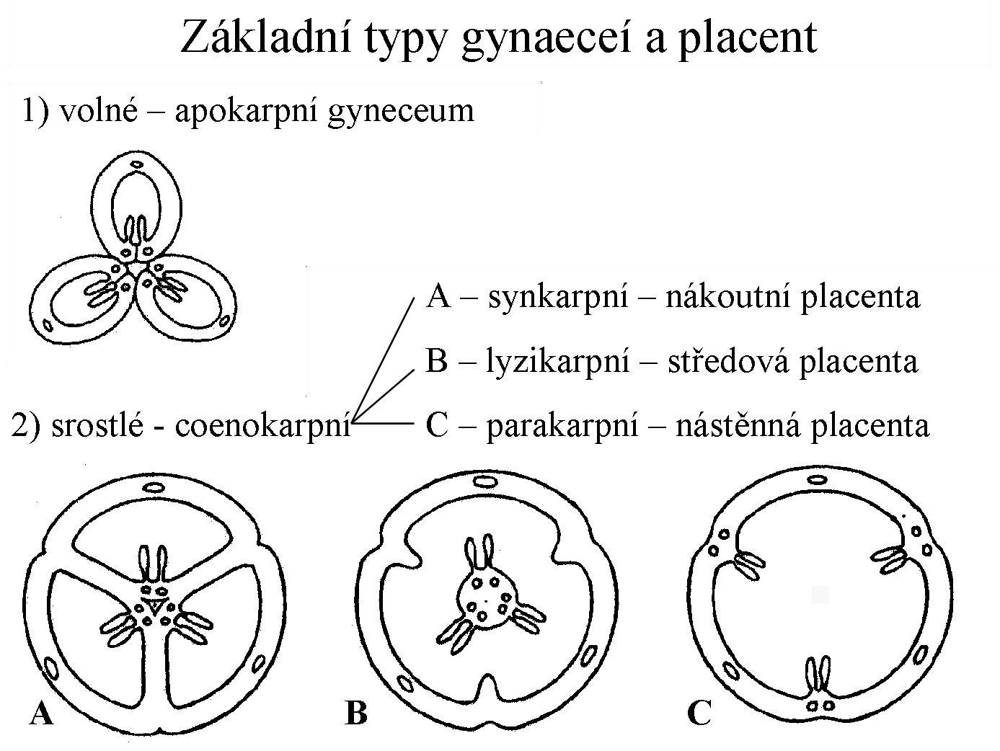 Základní typy gynaeceí a placent
1) volné – apokarpní gyneceum
A – synkarpní – nákoutní placenta
B – lyzikarpní – středová placenta
2) srostlé - coenokarpní
C – parakarpní – nástěnná placenta
A
B
C